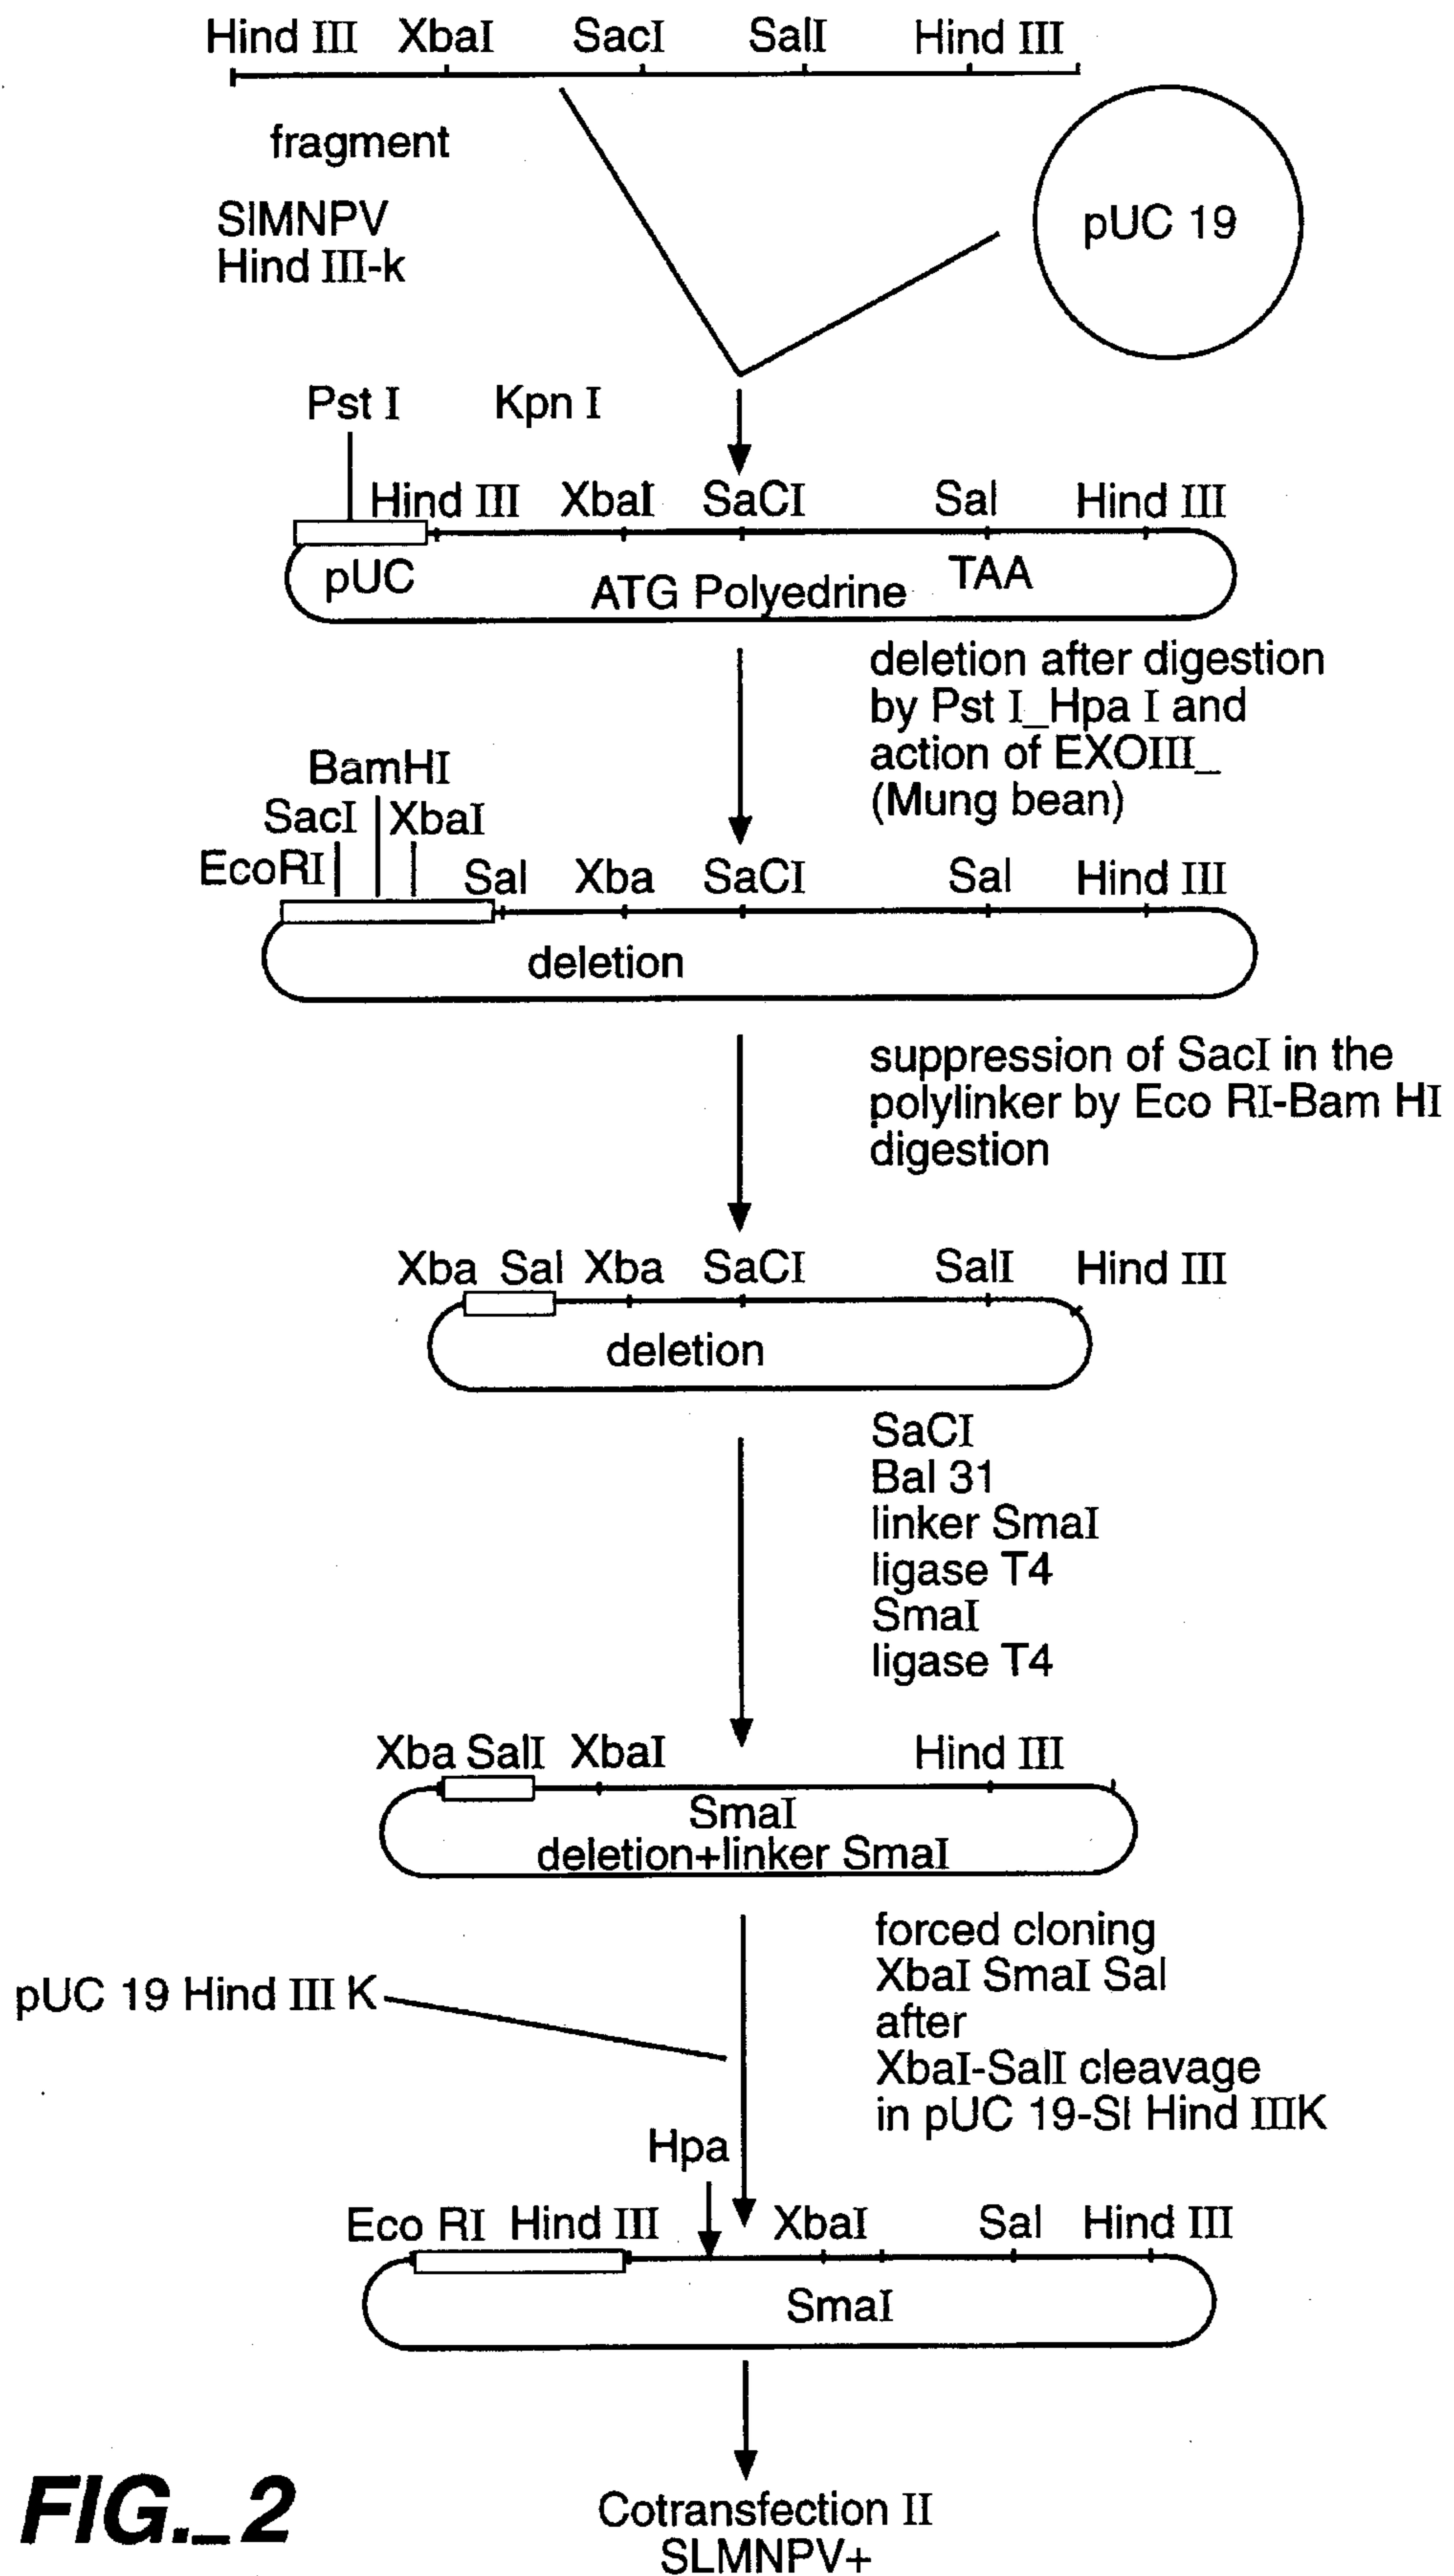 Hind III XbaI SacI SalI Hind III
fragment
SlMNPV
Hind III-k
pUC 19
Pst I Kpn I
Hind III XbaI SaCI Sal Hind III
pUC ATG Polyedrine TAA
deletion after digestion
by Pst I_Hpa I and
action of EXOIII_
(Mung bean)
BamHI
SacI XbaI
EcoRI Sal Xba SaCI Sal Hind III
deletion
suppression of SacI in the
polylinker by Eco RI-Bam HI
digestion
Xba Sal Xba SaCI SalI Hind III
deletion
SaCI
Bal 31
linker SmaI
ligase T4
SmaI
ligase T4
Xba SalI XbaI Hind III
SmaI
deletion+linker SmaI
forced cloning
XbaI SmaI Sal
after
XbaI-SalI cleavage
in pUC 19-Sl Hind IIIK
pUC 19 Hind III K
Hpa
Eco RI Hind III XbaI Sal Hind III
SmaI
Cotransfection II
SLMNPV+
FIG._2